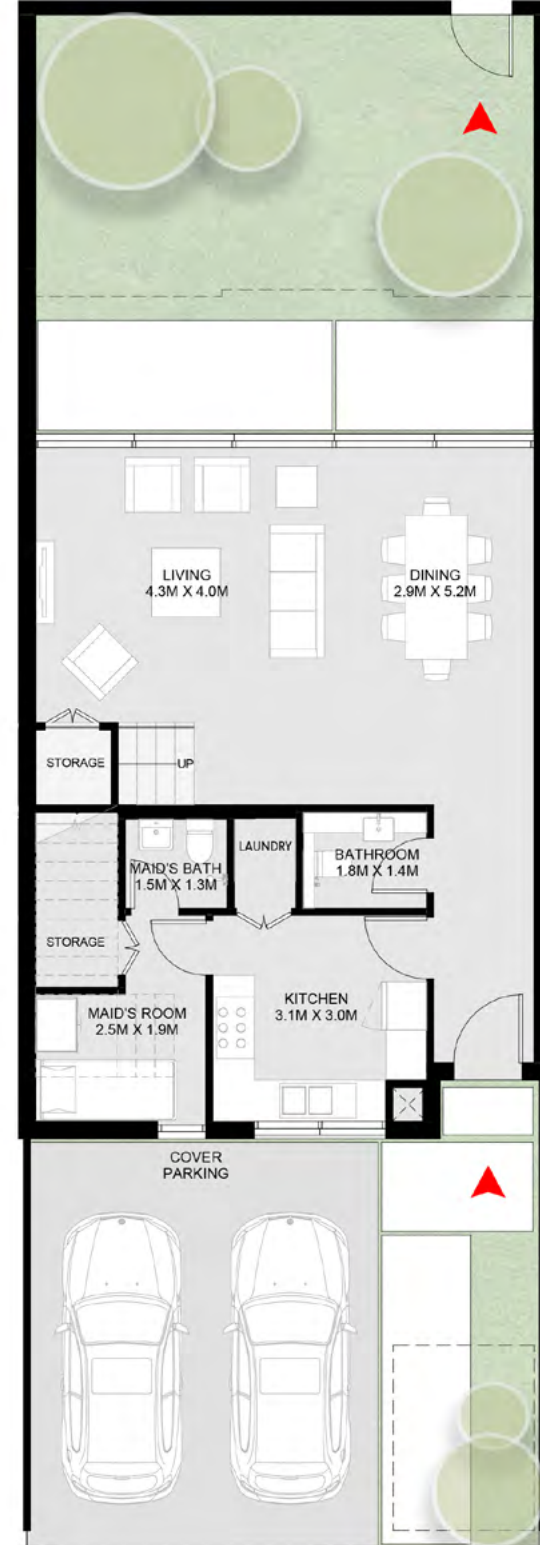 LIVING
4.3M X 4.0M
DINING
2.9M X 5.2M
STORAGE
UP
MAID'S BATH
1.5M X 1.3M
LAUNDRY
BATHROOM
1.8M X 1.4M
STORAGE
MAID'S ROOM
2.5M X 1.9M
KITCHEN
3.1M X 3.0M
COVER
PARKING